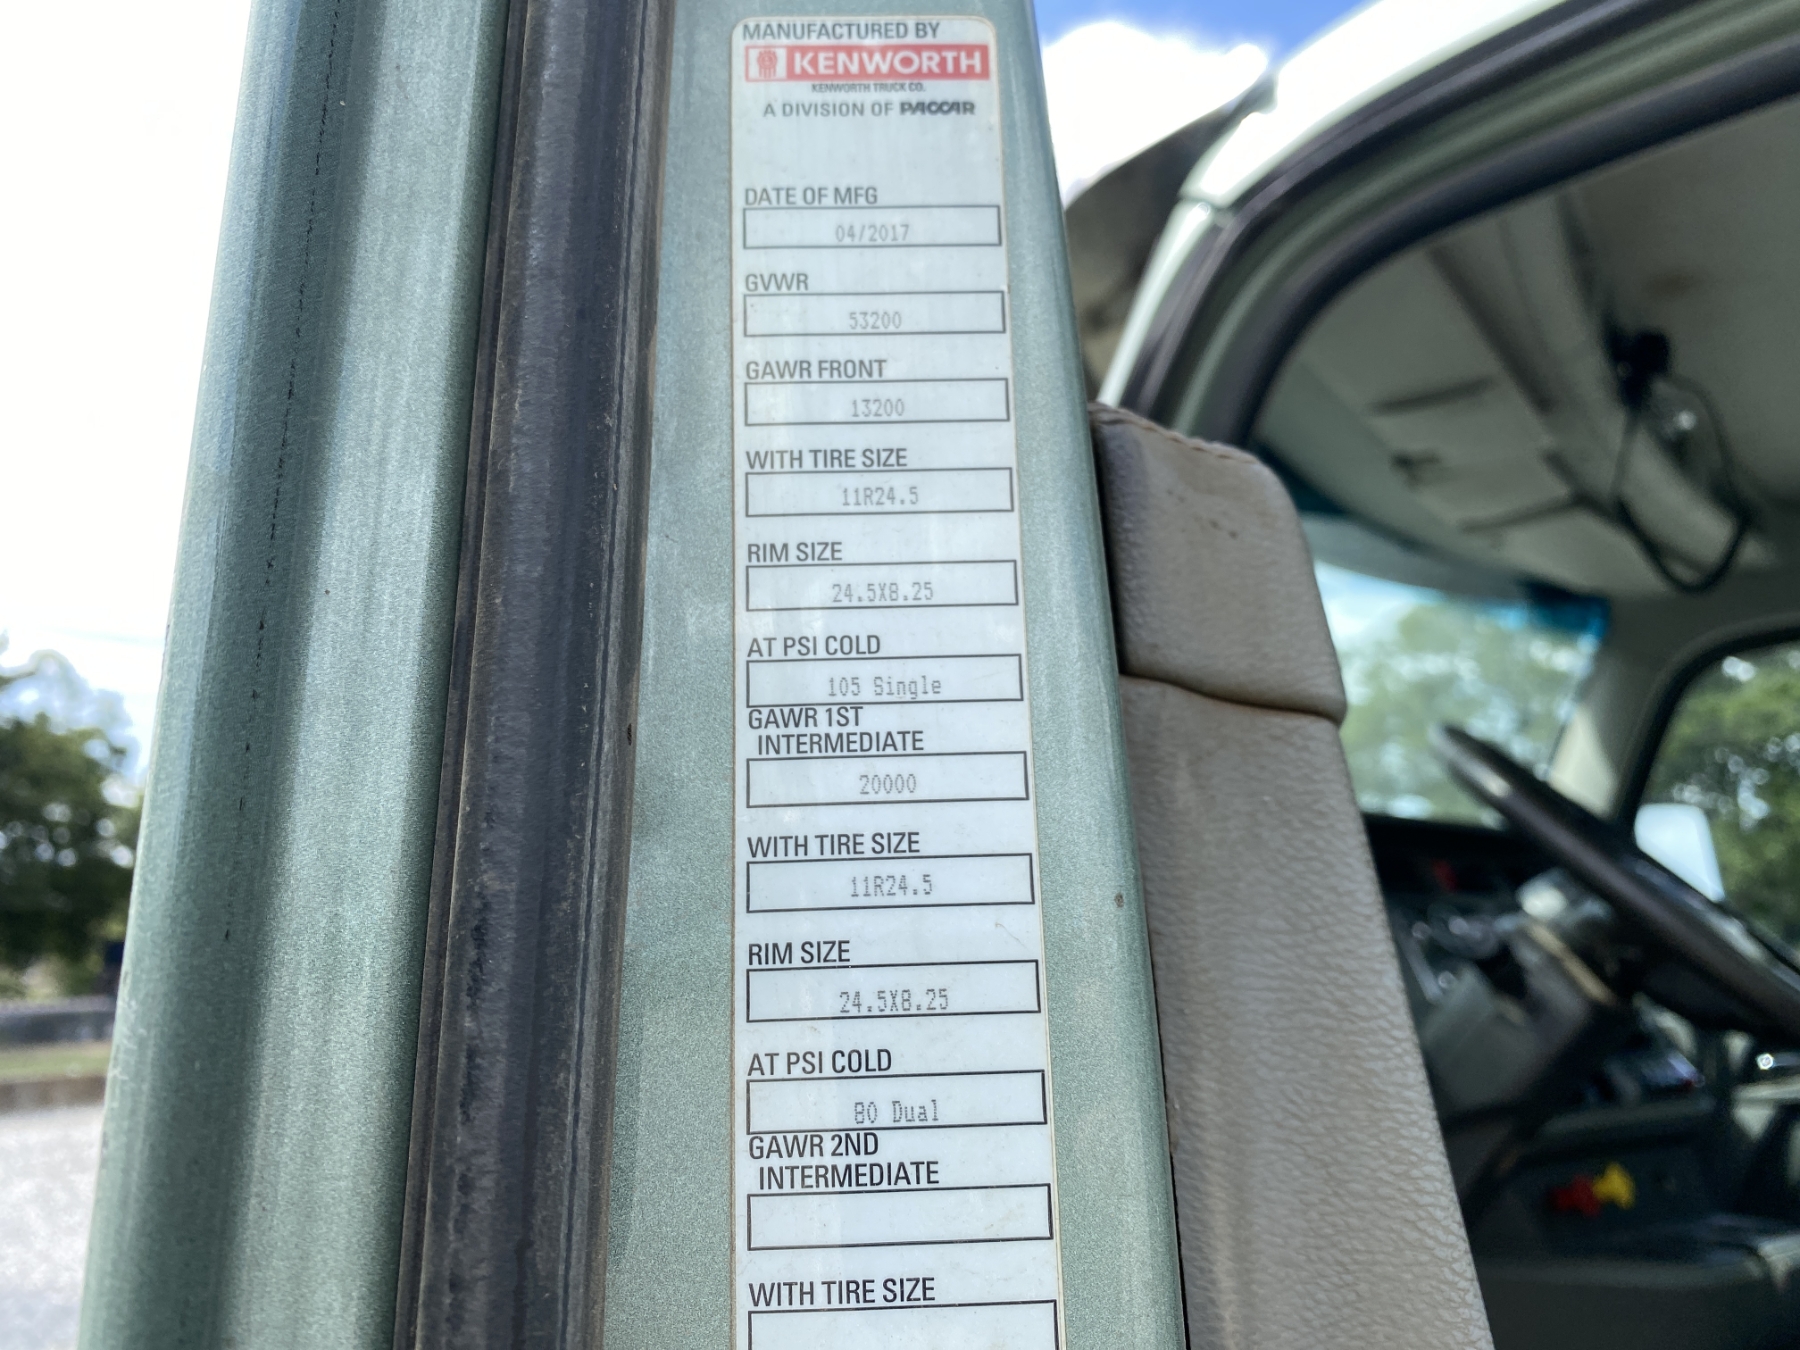 MANUFACTURED BY
KENWORTH
KENWORTH TRUCK CO.
A DIVISION OF PACCAR
DATE OF MFG
04/2017
GVWR
53200
GAWR FRONT
13200
WITH TIRE SIZE
11R24.5
RIM SIZE
24.5X8.25
AT PSI COLD
105 Single
GAWR 1ST
INTERMEDIATE
20000
WITH TIRE SIZE
11R24.5
RIM SIZE
24.5X8.25
AT PSI COLD
80 Dual
GAWR 2ND
INTERMEDIATE
WITH TIRE SIZE